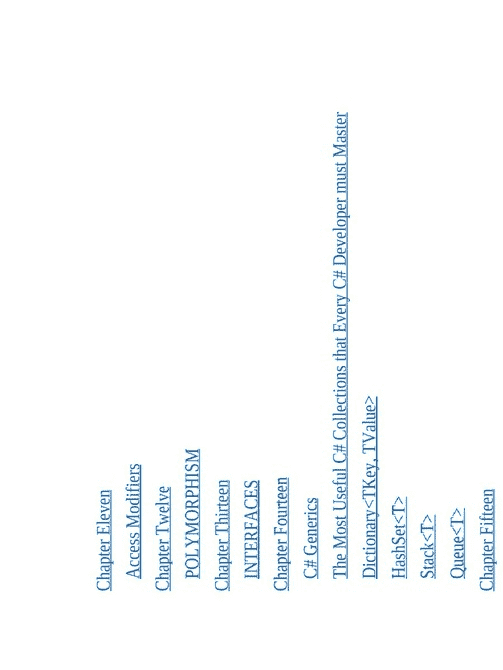 Chapter Eleven
Access Modifiers
Chapter Twelve
POLYMORPHISM
Chapter Thirteen
INTERFACES
Chapter Fourteen
C# Generics
The Most Useful C# Collections that Every C# Developer must Master
Dictionary<TKey, TValue>
HashSet<T>
Stack<T>
Queue<T>
Chapter Fifteen